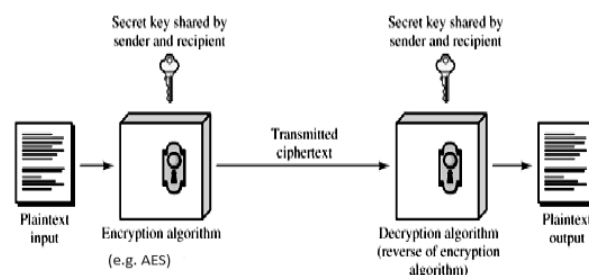 Secret key shared by
sender and recipient
Secret key shared by
sender and recipient
Transmitted
ciphertext
Plaintext
input
Encryption algorithm
(e.g. AES)
Decryption algorithm
(reverse of encryption
algorithm)
Plaintext
output